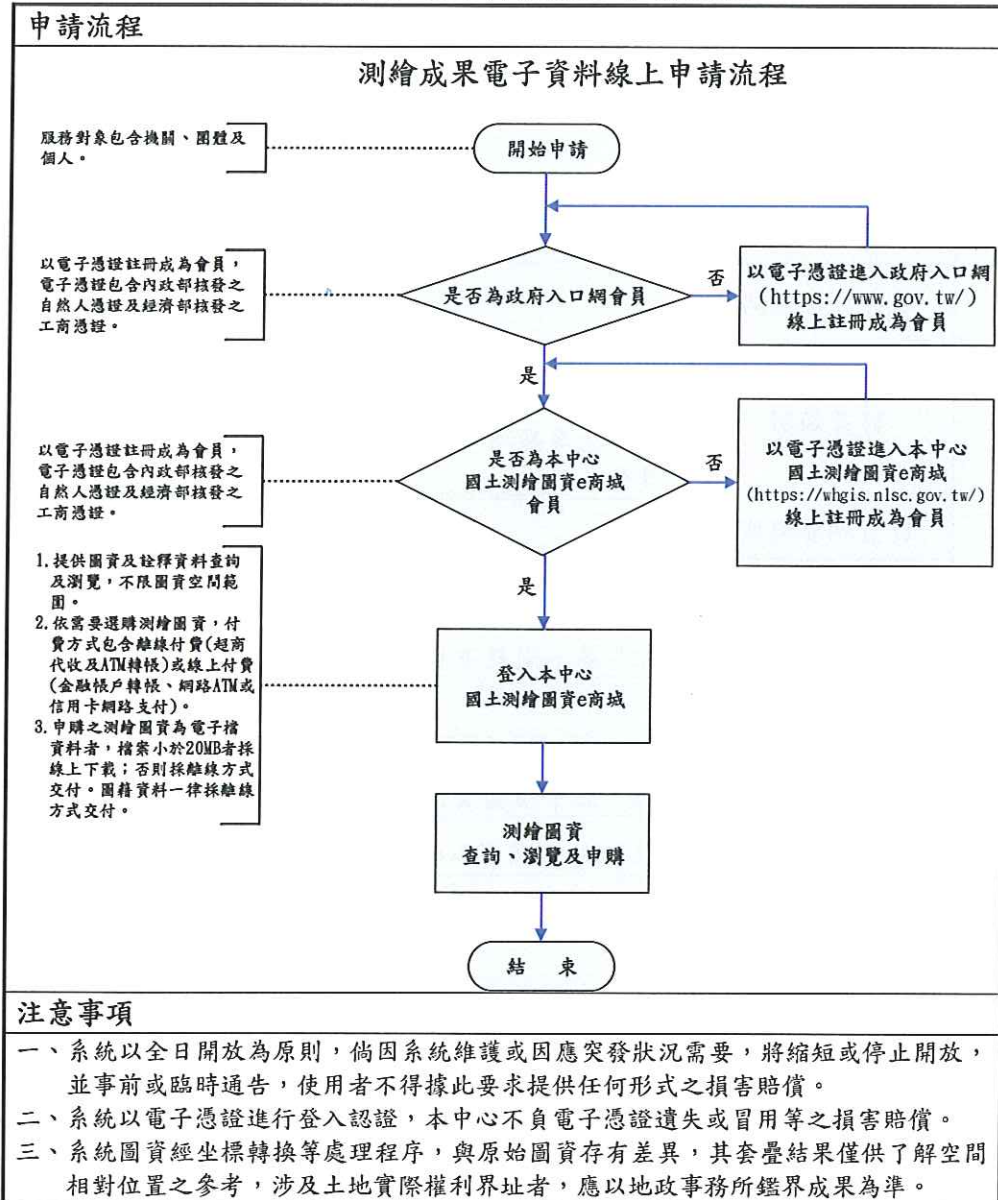 申請流程
測繪成果電子資料線上申請流程
服務對象包含機關、團體及
個人。
開始申請
以電子憑證註冊成為會員，
電子憑證包含內政部核發之
自然人憑證及經濟部核發之
工商憑證。
是否為政府入口網會員
否
以電子憑證進入政府入口網
(https://www.gov.tw/)
線上註冊成為會員
是
以電子憑證註冊成為會員，
電子憑證包含內政部核發之
自然人憑證及經濟部核發之
工商憑證。
是否為本中心
國土測繪圖資e商城
會員
否
以電子憑證進入本中心
國土測繪圖資e商城
(https://whgis.nlsc.gov.tw/)
線上註冊成為會員
是
1.提供圖資及詮釋資料查詢
及瀏覽，不限圖資空間範
圍。
2.依需要選購測繪圖資，付
費方式包含離線付費(超商
代收及ATM轉帳)或線上付費
(金融帳戶轉帳、網路ATM或
信用卡網路支付)。
3.申購之測繪圖資為電子檔
資料者，檔案小於20MB者採
線上下載；否則採離線方式
交付。圖籍資料一律採離線
方式交付。
登入本中心
國土測繪圖資e商城
測繪圖資
查詢、瀏覽及申購
結 束
注意事項
一、系統以全日開放為原則，倘因系統維護或因應突發狀況需要，將縮短或停止開放，
並事前或臨時通告，使用者不得據此要求提供任何形式之損害賠償。
二、系統以電子憑證進行登入認證，本中心不負電子憑證遺失或冒用等之損害賠償。
三、系統圖資經坐標轉換等處理程序，與原始圖資存有差異，其套疊結果僅供了解空間
相對位置之參考，涉及土地實際權利界址者，應以地政事務所鑑界成果為準。